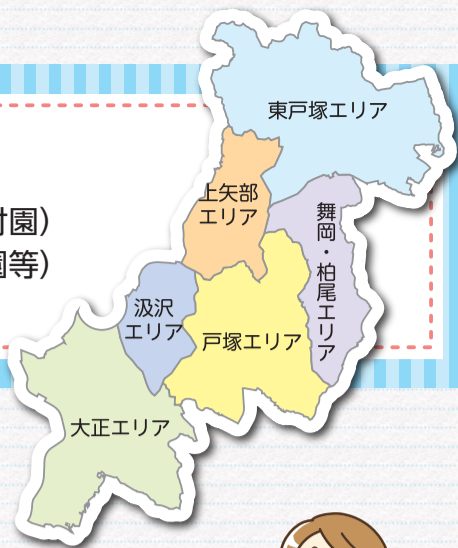 東戸塚エリア
上矢部
エリア
付園）
園等）
舞岡・柏尾エリア
汲沢
エリア
戸塚エリア
大正エリア